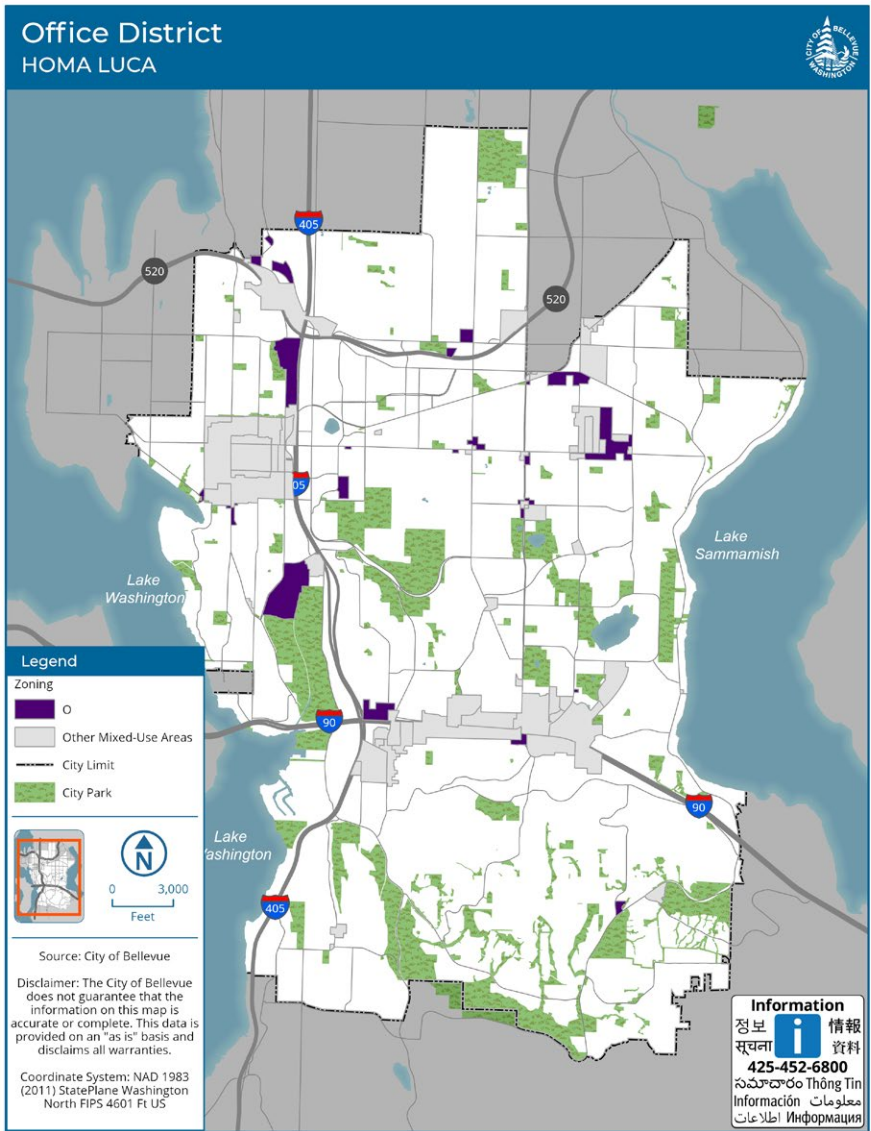 Office District
HOMA LUCA
CITY OF BELLEVUE
WASHINGTON
405
520
520
05
Lake
Sammamish
Lake
Washington
90
90
Lake
Washington
405
Legend
Zoning
O
Other Mixed-Use Areas
City Limit
City Park
N
0 3,000
Feet
Source: City of Bellevue
Disclaimer: The City of Bellevue
does not guarantee that the
information on this map is
accurate or complete. This data is
provided on an "as is" basis and
disclaims all warranties.
Coordinate System: NAD 1983
(2011) StatePlane Washington
North FIPS 4601 Ft US
Information
정보 i 情報
सूचना 資料
425-452-6800
సమాచారం Thông Tin
Información معلومات
اطلاعات Информация